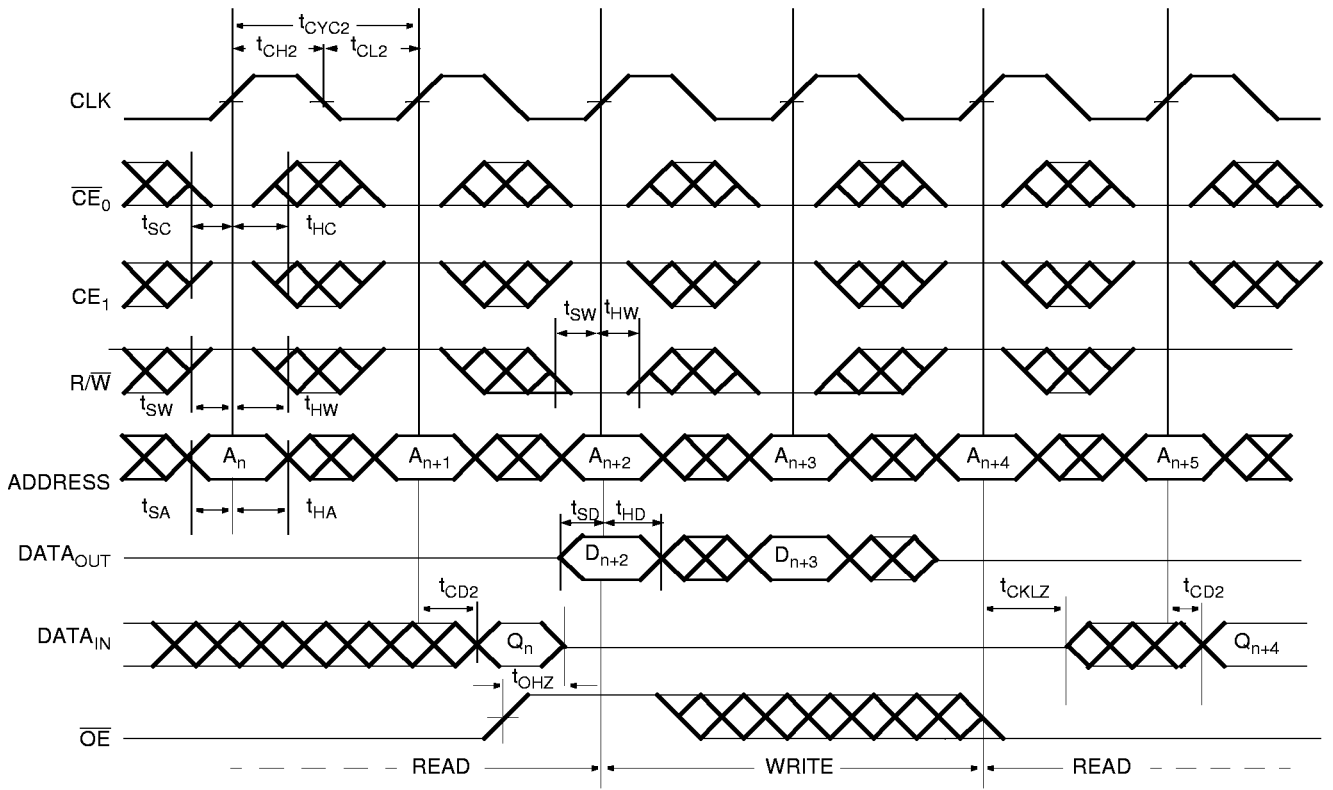 tCYC2
tCH2 tCL2
CLK
CE0
tSC tHC
CE1
tSW tHW
R/W
tSW tHW
An An+1 An+2 An+3 An+4 An+5
ADDRESS
tSA tHA tSD tHD
DATAOUT Dn+2 Dn+3
tCD2 tCKLZ tCD2
DATAIN Qn Qn+4
tOHZ
OE
READ WRITE READ